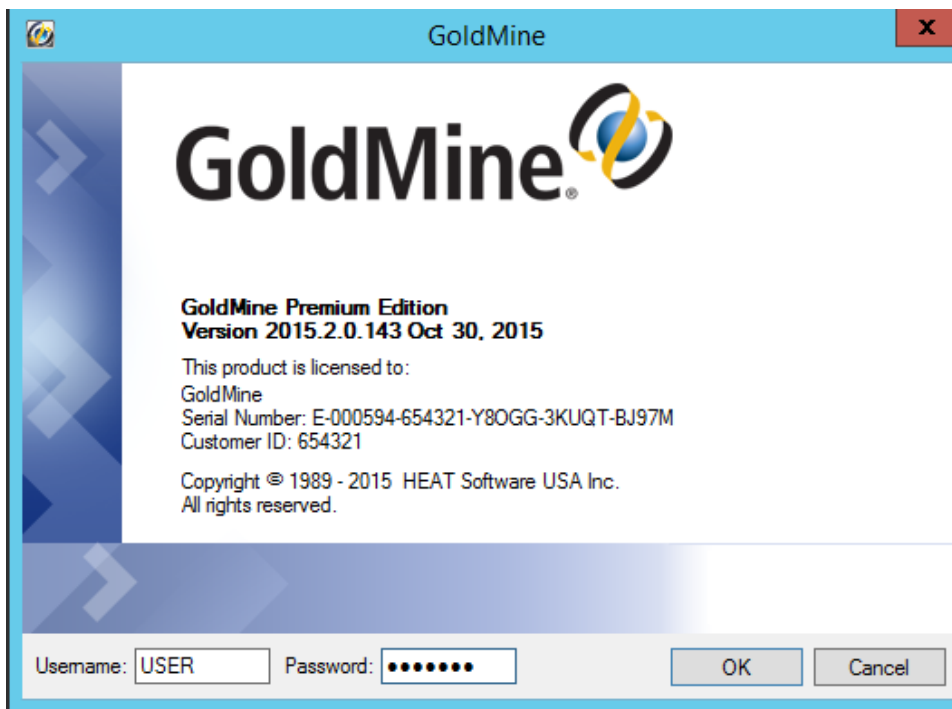 GoldMine
X
GoldMine®
GoldMine Premium Edition
Version 2015.2.0.143 Oct 30, 2015
This product is licensed to:
GoldMine
Serial Number: E-000594-654321-Y8OGG-3KUQT-BJ97M
Customer ID: 654321
Copyright © 1989 - 2015 HEAT Software USA Inc.
All rights reserved.
Username: USER Password: ●●●●●●● OK Cancel